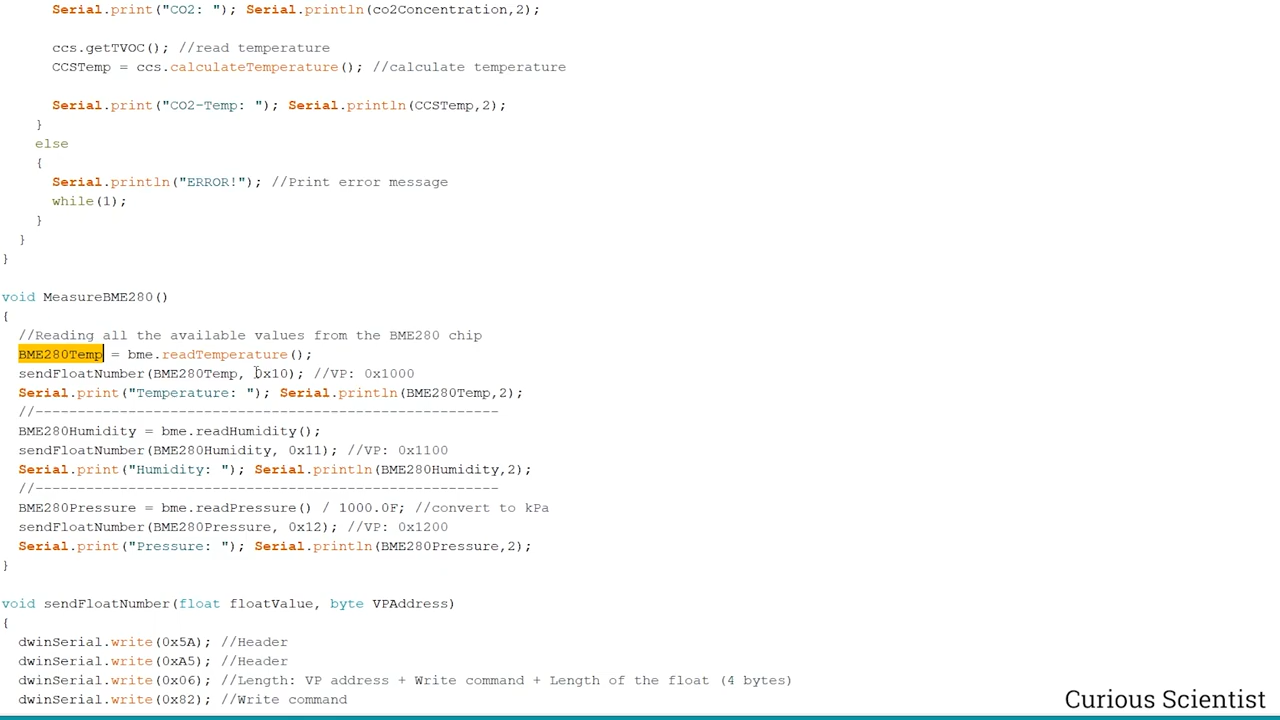 Serial.print("CO2: "); Serial.println(co2Concentration,2);
ccs.getTVOC(); //read temperature
CCSTemp = ccs.calculateTemperature(); //calculate temperature
Serial.print("CO2-Temp: "); Serial.println(CCSTemp,2);
}
else
{
Serial.println("ERROR!"); //Print error message
while(1);
}
}
}
void MeasureBME280()
{
//Reading all the available values from the BME280 chip
BME280Temp = bme.readTemperature();
sendFloatNumber(BME280Temp, 0x10); //VP: 0x1000
Serial.print("Temperature: "); Serial.println(BME280Temp,2);
//-------------------------------------------------------
BME280Humidity = bme.readHumidity();
sendFloatNumber(BME280Humidity, 0x11); //VP: 0x1100
Serial.print("Humidity: "); Serial.println(BME280Humidity,2);
//-------------------------------------------------------
BME280Pressure = bme.readPressure() / 1000.0F; //convert to kPa
sendFloatNumber(BME280Pressure, 0x12); //VP: 0x1200
Serial.print("Pressure: "); Serial.println(BME280Pressure,2);
}
void sendFloatNumber(float floatValue, byte VPAddress)
{
dwinSerial.write(0x5A); //Header
dwinSerial.write(0xA5); //Header
dwinSerial.write(0x06); //Length: VP address + Write command + Length of the float (4 bytes)
dwinSerial.write(0x82); //Write command
Curious Scientist